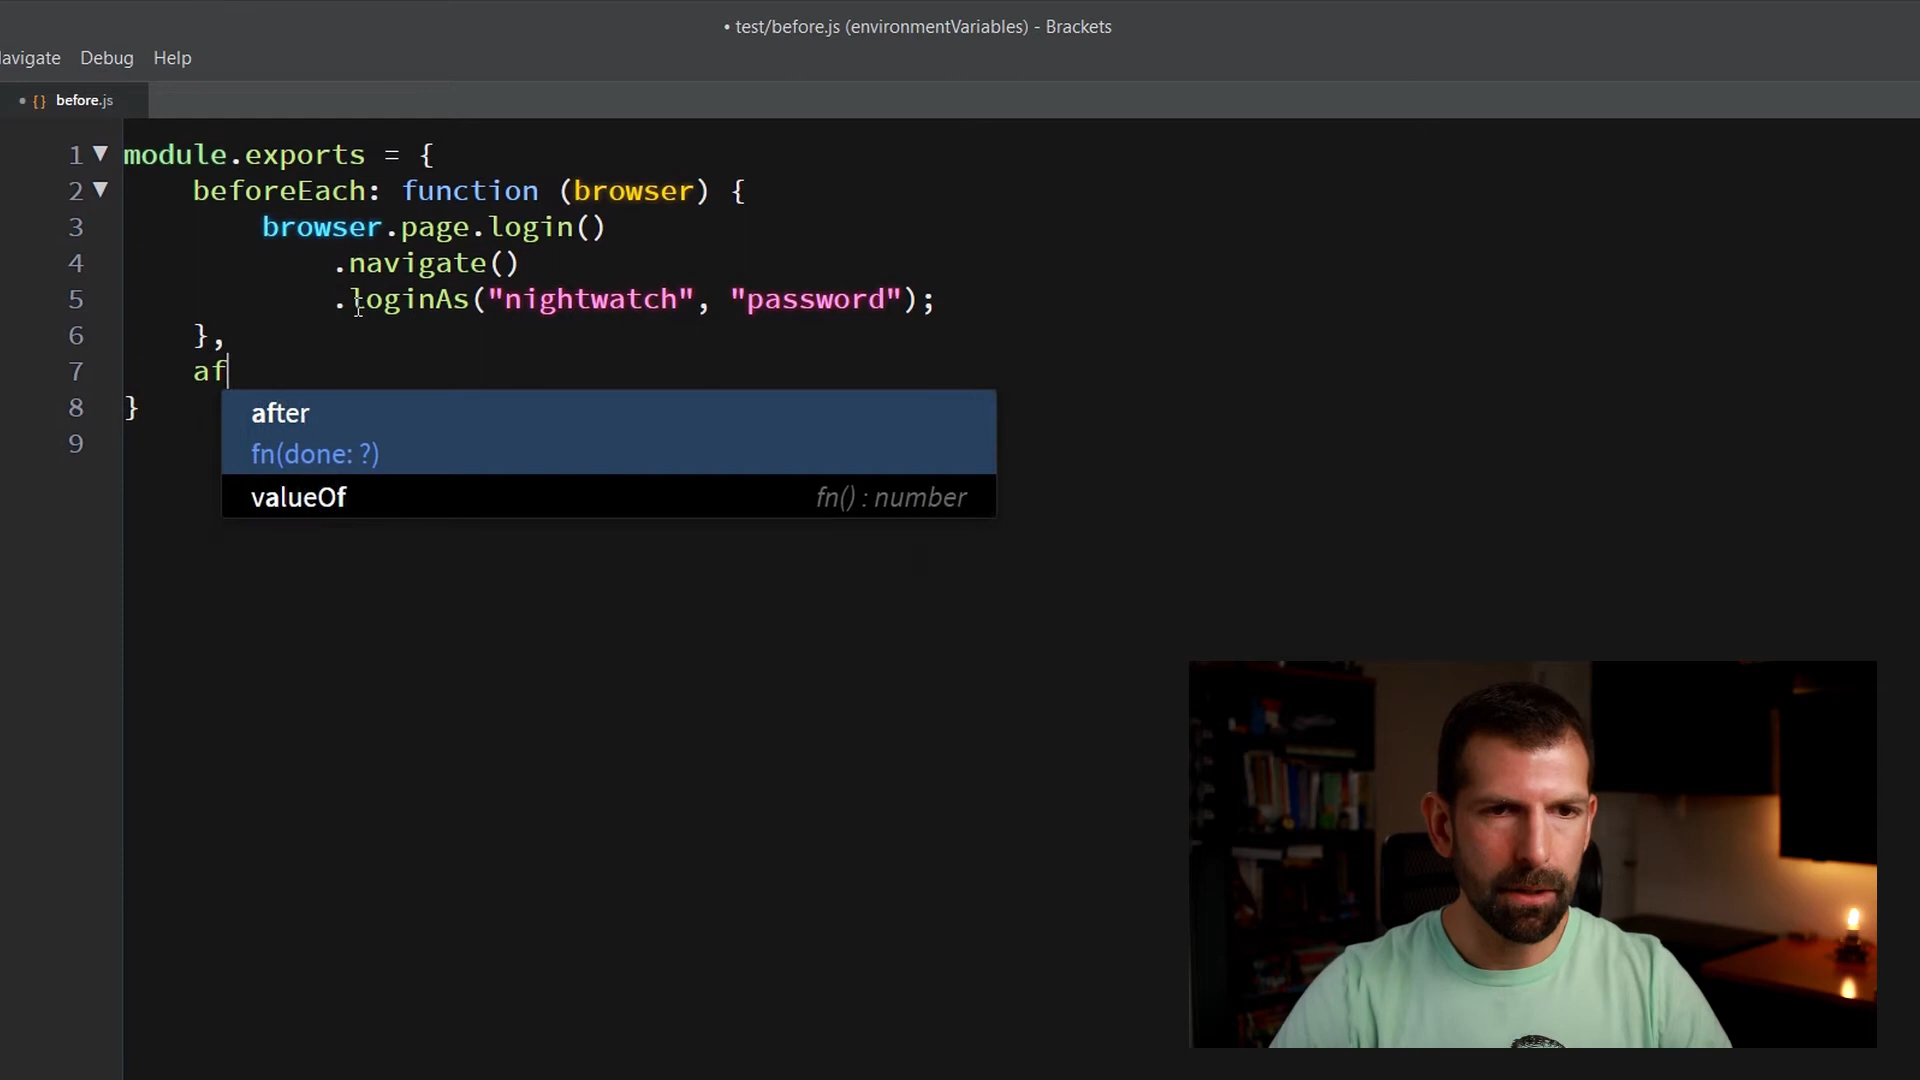 • test/before.js (environmentVariables) - Brackets
avigate Debug Help
• {} before.js
1 ▼ module.exports = {
2 ▼ beforeEach: function (browser) {
3 browser.page.login()
4 .navigate()
5 .loginAs("nightwatch", "password");
6 },
7 af
8 }
9
after
fn(done: ?)
valueOf fn() : number